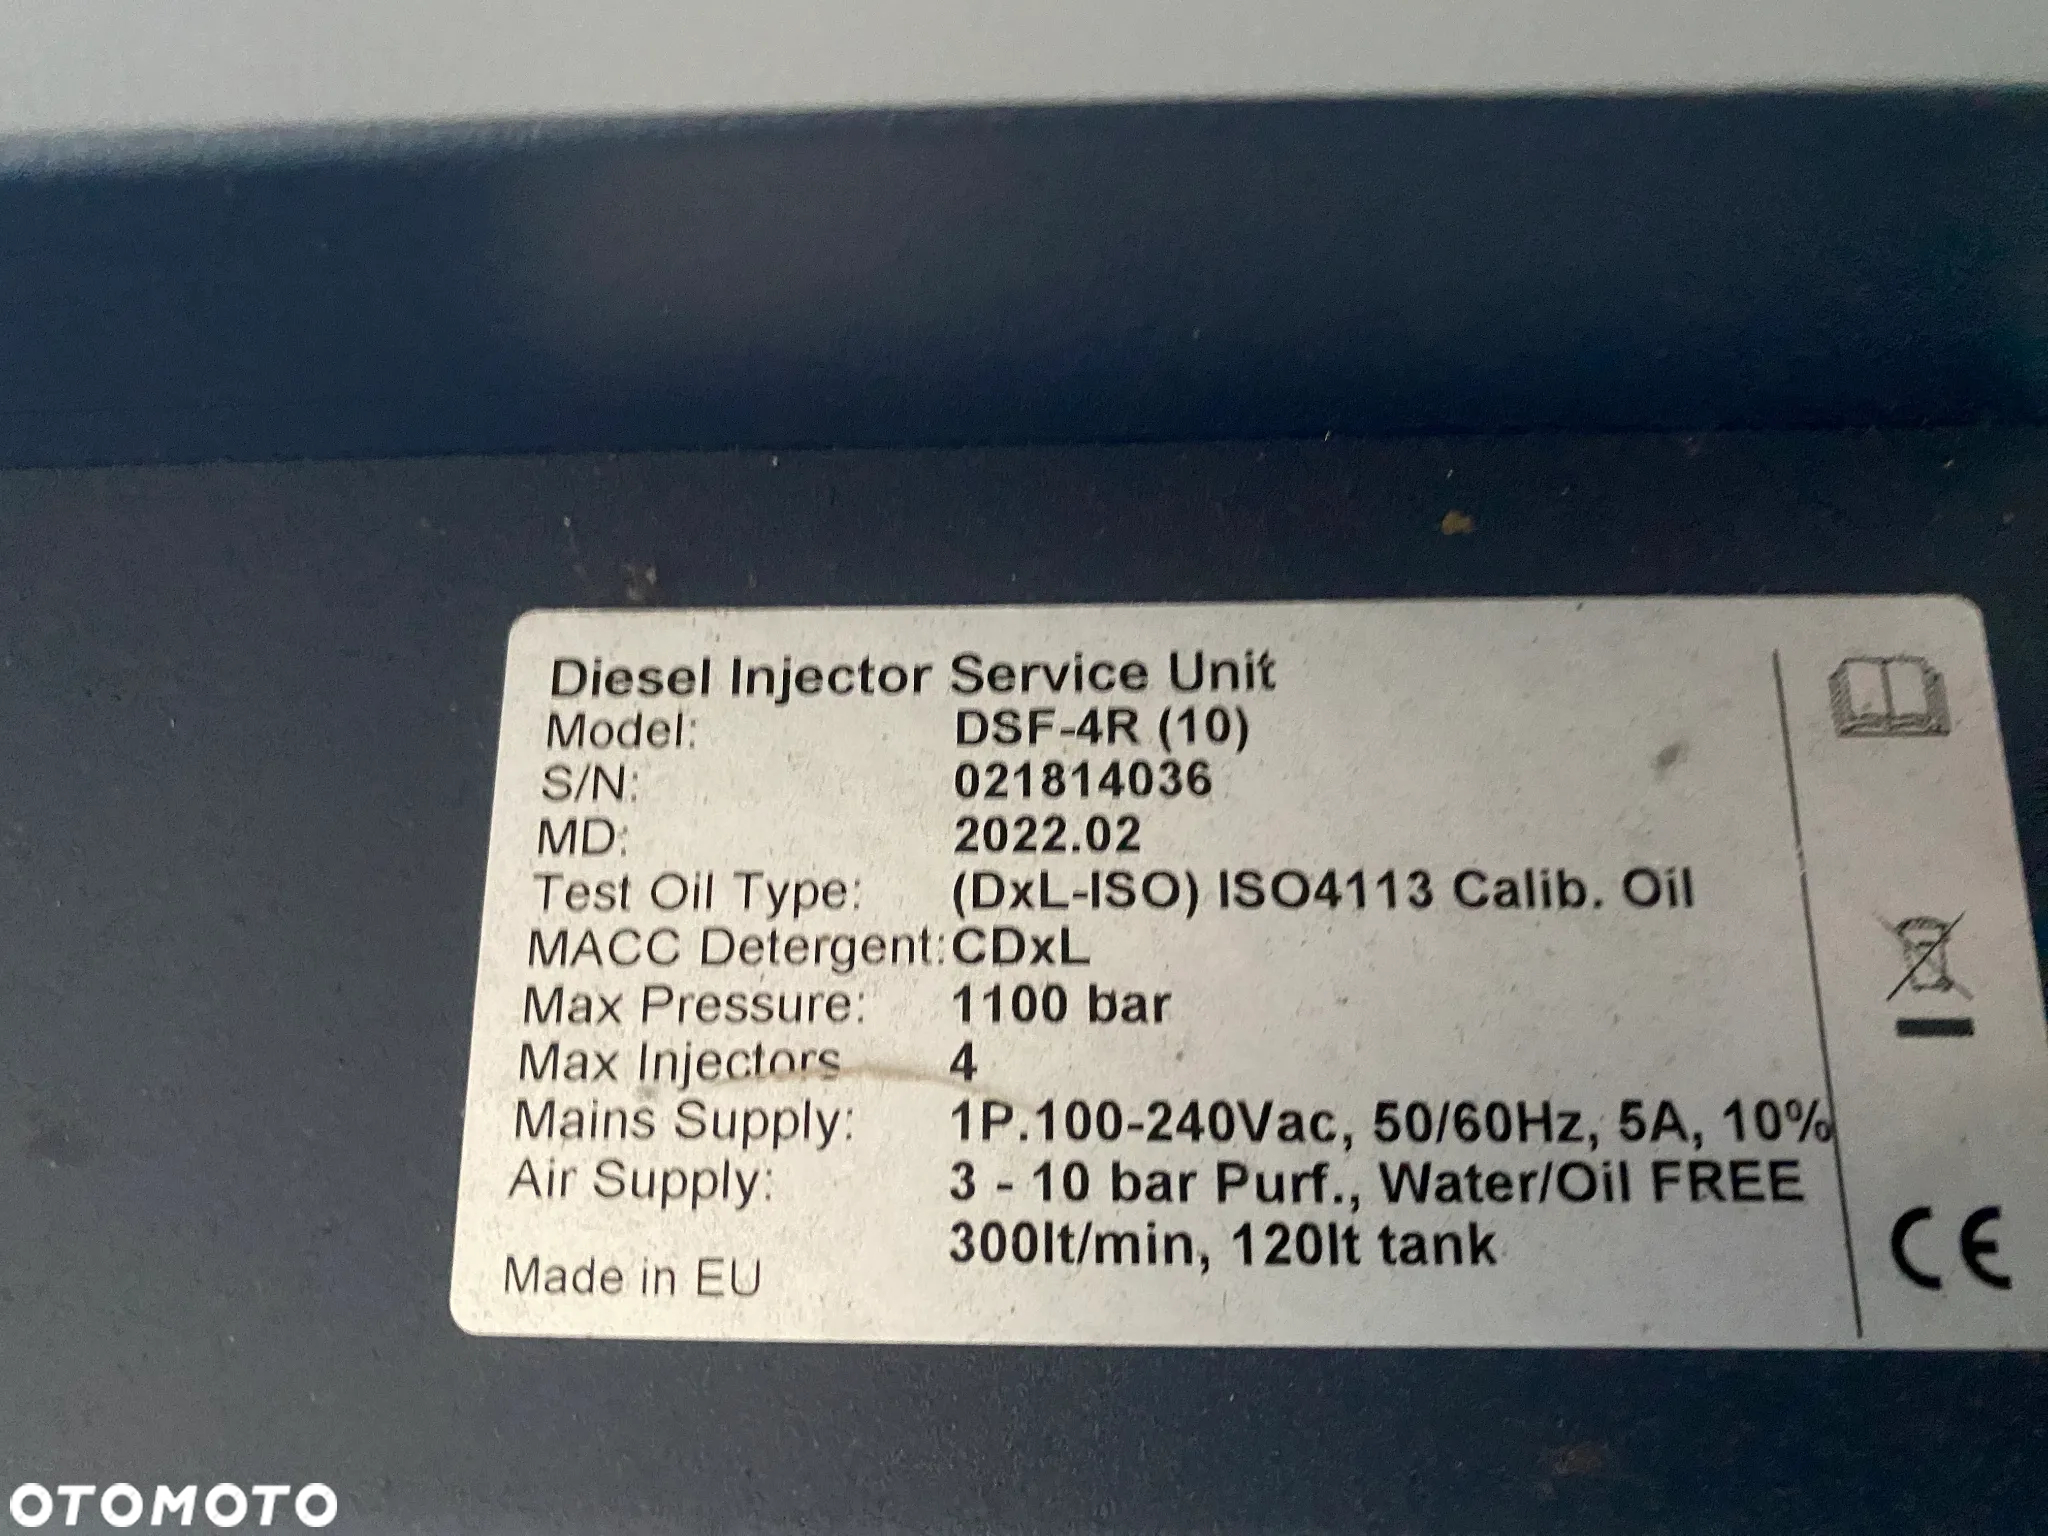 Diesel Injector Service Unit
Model: DSF-4R (10)
S/N: 021814036
MD: 2022.02
Test Oil Type: (DxL-ISO) ISO4113 Calib. Oil
MACC Detergent: CDxL
Max Pressure: 1100 bar
Max Injectors 4
Mains Supply: 1P.100-240Vac, 50/60Hz, 5A, 10%
Air Supply: 3 - 10 bar Purf., Water/Oil FREE
300lt/min, 120lt tank
Made in EU
CE
OTOMOTO